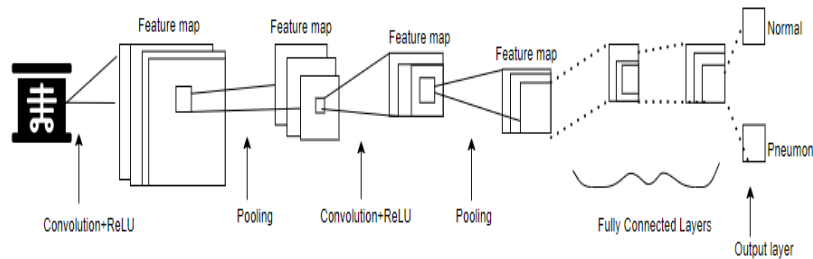 Feature map
Feature map
Feature map
Feature map
Normal
Pneumon
Convolution+ReLU
Pooling
Convolution+ReLU
Pooling
Fully Connected Layers
Output layer